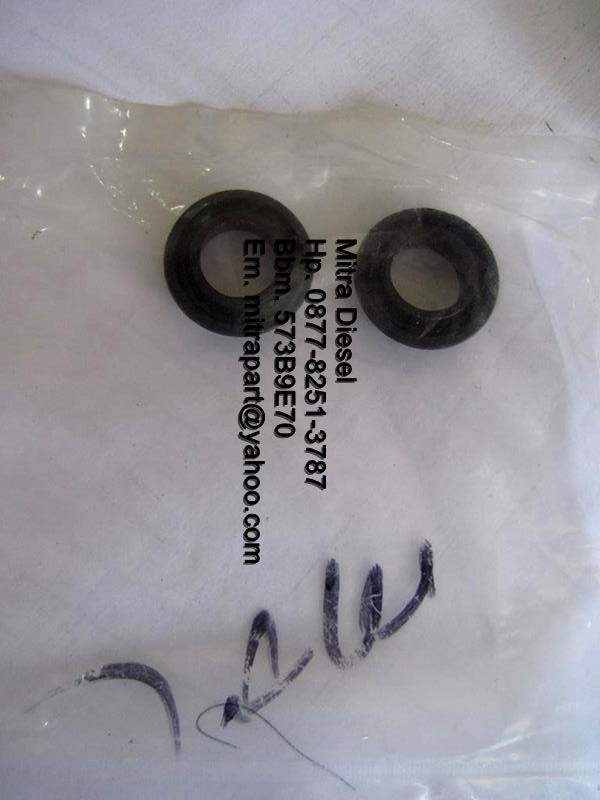 Mitra Diesel
Hp. 0877-8251-3787
Bbm. 573B9E70
Em. mitrapart@yahoo.com